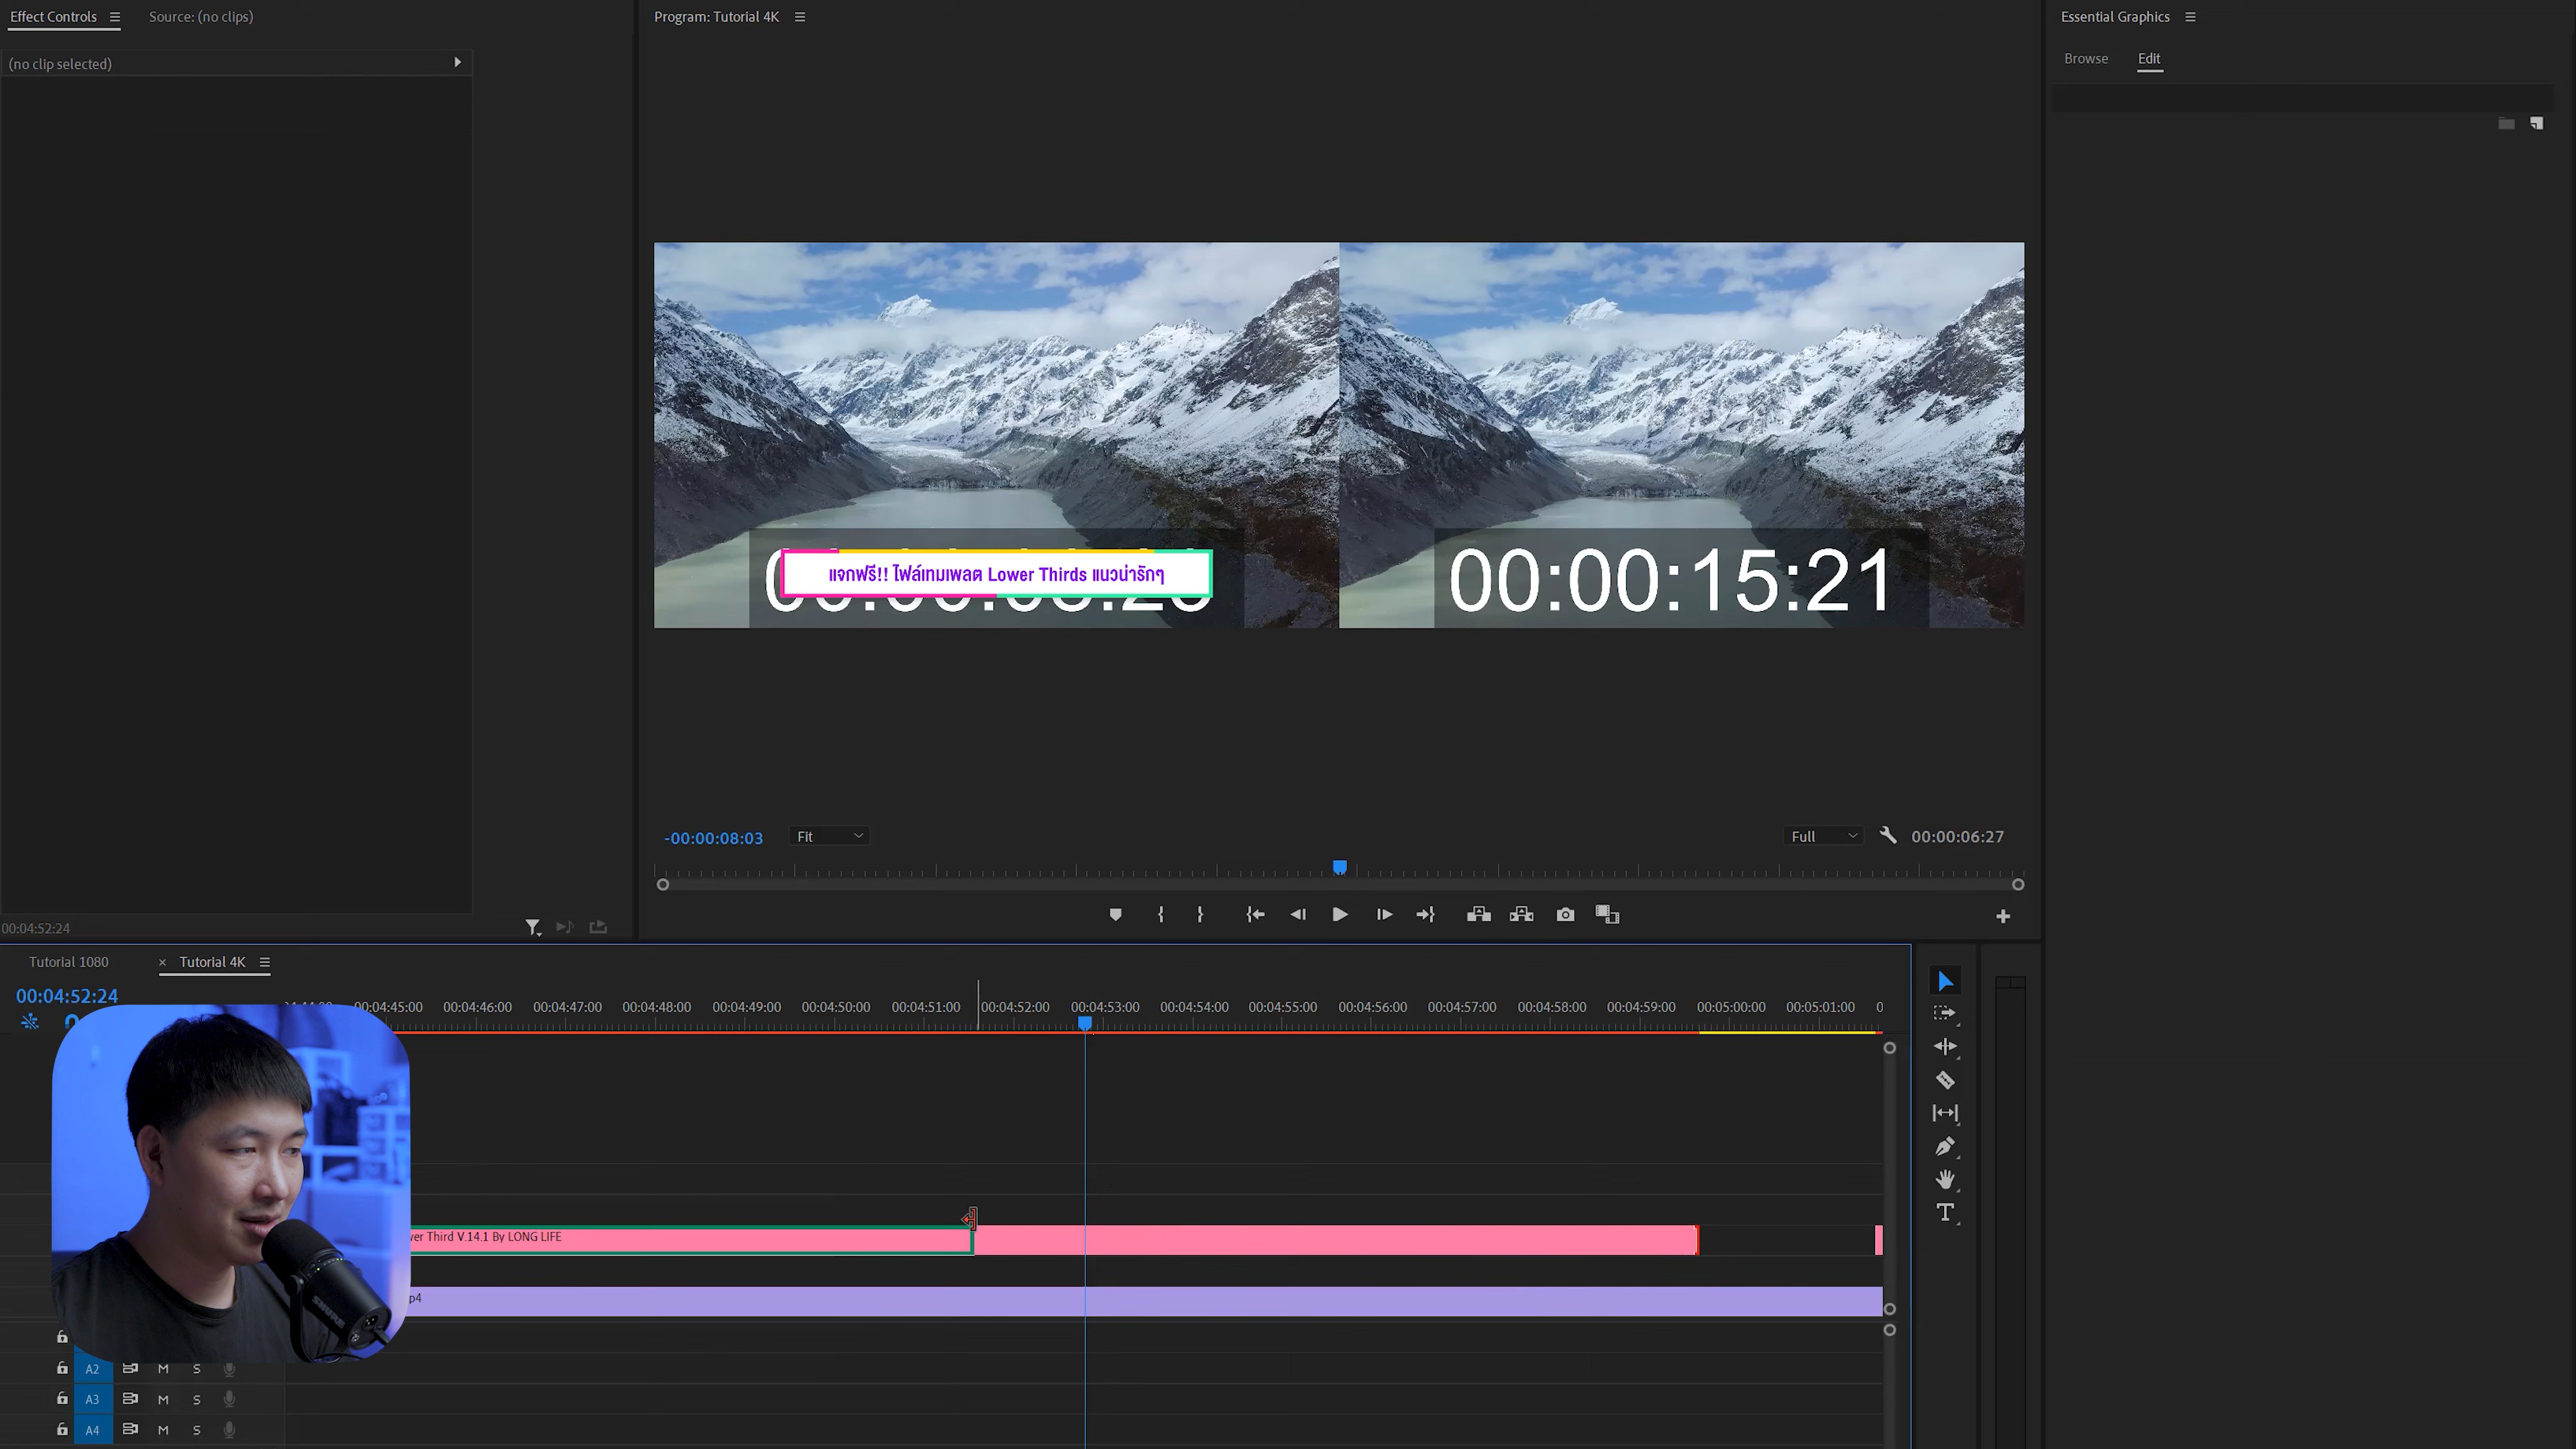 Effect Controls
Source: (no clips)
Program: Tutorial 4K
Essential Graphics
(no clip selected)
Browse
Edit
แจกฟรี!! ไฟล์เทมเพลต Lower Thirds แนวน่ารักๆ
00:00:15:21
-00:00:08:03
Fit
Full
00:00:06:27
00:04:52:24
Tutorial 1080
× Tutorial 4K
00:04:52:24
04:45:00
00:04:46:00
00:04:47:00
00:04:48:00
00:04:49:00
00:04:50:00
00:04:51:00
00:04:52:00
00:04:53:00
00:04:54:00
00:04:55:00
00:04:56:00
00:04:57:00
00:04:58:00
00:04:59:00
00:05:00:00
00:05:01:00
0
wer Third V.14.1 By LONG LIFE
p4
SHURE
A2 M S
A3 M S
A4 M S